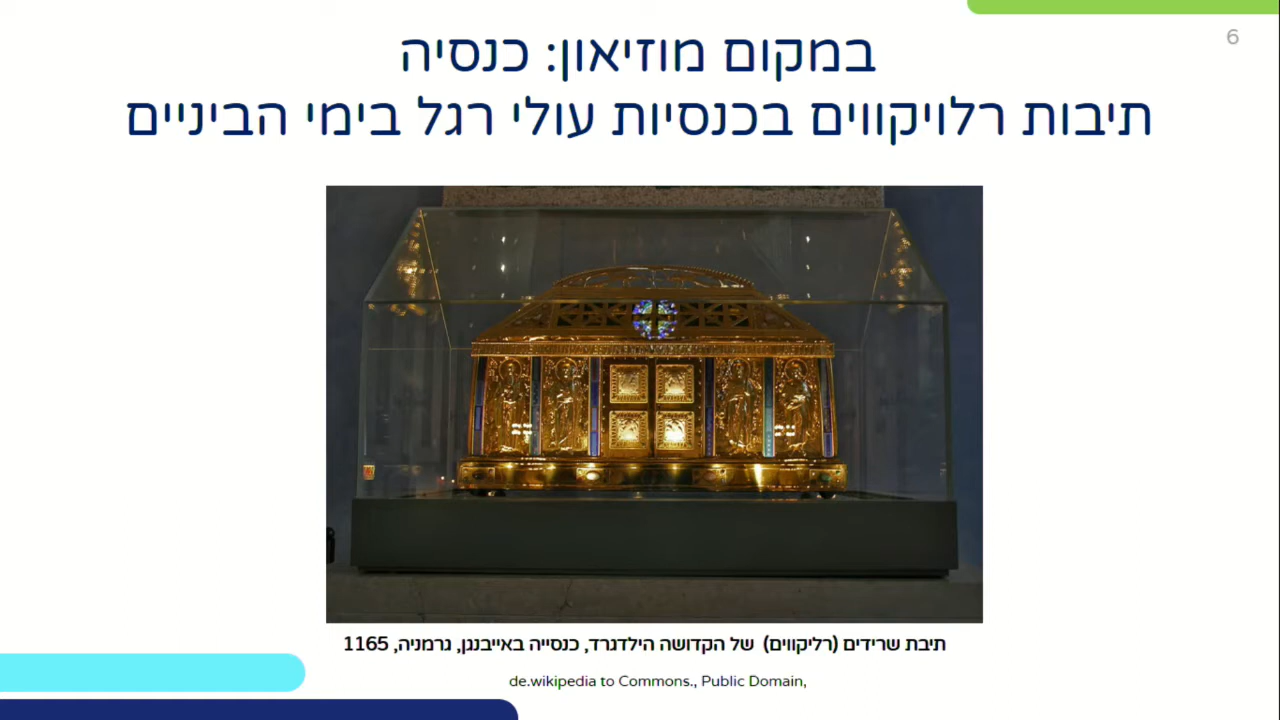 6
במקום מוזיאון: כנסיה
תיבות רלויקווים בכנסיות עולי רגל בימי הביניים
תיבת שרידים (רליקווים) של הקדושה הילדגרד, כנסייה באייבנגן, גרמניה, 1165
de.wikipedia to Commons., Public Domain,